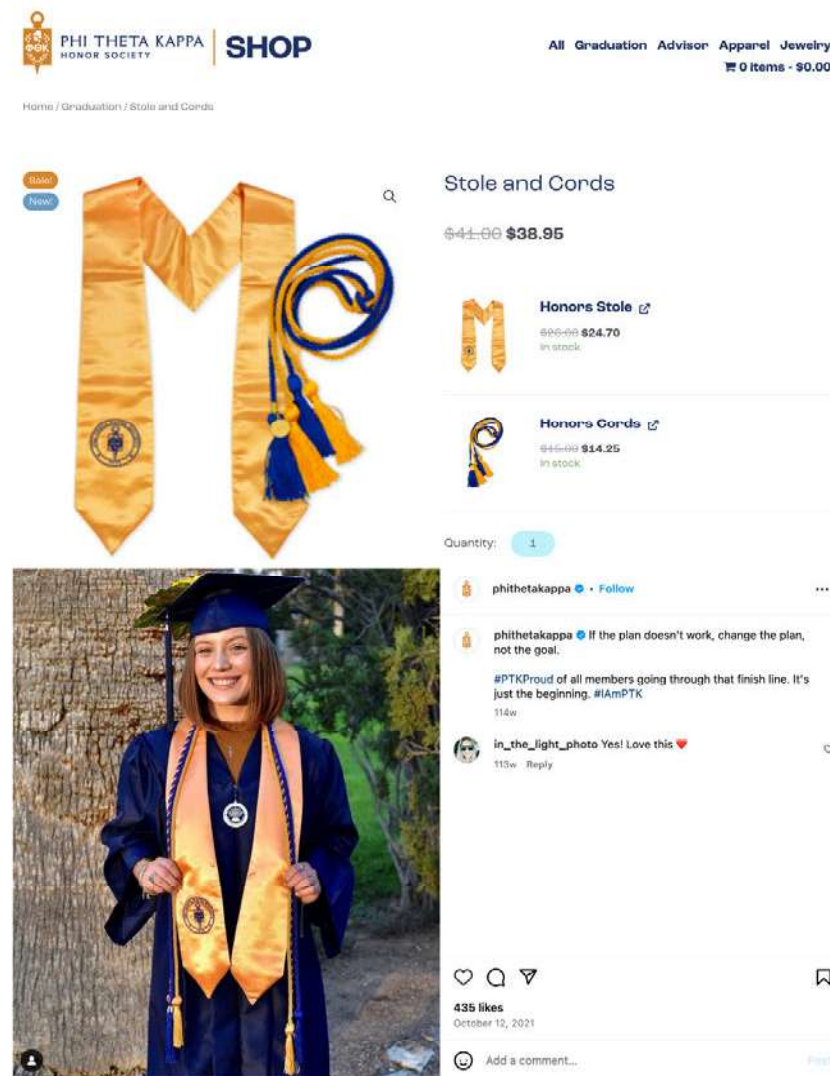 PHI THETA KAPPA
HONOR SOCIETY
SHOP
All Graduation Advisor Apparel Jewelry
0 items - $0.00
Home / Graduation / Stole and Cords
Sale!
New!
Stole and Cords
$41.00 $38.95
Honors Stole
$26.00 $24.70
In stock
Honors Cords
$15.00 $14.25
In stock
Quantity: 1
phithetakappa • Follow
phithetakappa If the plan doesn't work, change the plan,
not the goal.
#PTKProud of all members going through that finish line. It's
just the beginning. #IAmPTK
114w
in_the_light_photo Yes! Love this ❤️
113w Reply
435 likes
October 12, 2021
Add a comment...
Post